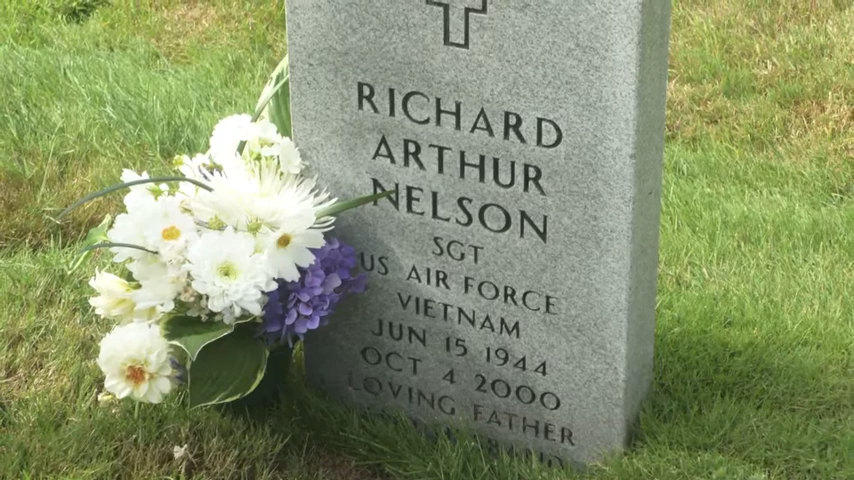 RICHARD
ARTHUR
NELSON
SGT
US AIR FORCE
VIETNAM
JUN 15 1944
OCT 4 2000
LOVING FATHER